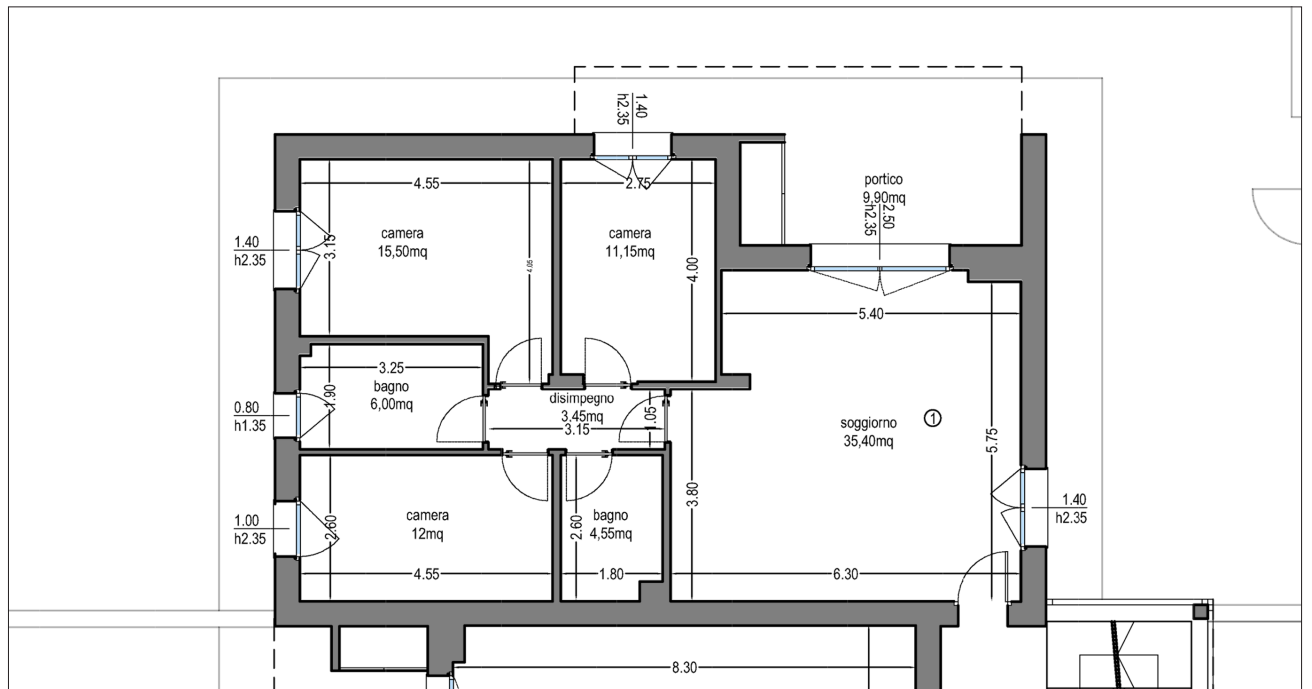 1.40
h2.35
portico
9,90mq
2.50
h2.35
4.55
2.75
camera
15,50mq
camera
11,15mq
1.40
h2.35
3.15
4.05
4.00
5.40
3.25
bagno
6,00mq
1.90
0.80
h1.35
disimpegno
3,45mq
3.15
1.05
soggiorno
35,40mq
1
5.75
3.80
1.40
h2.35
camera
12mq
2.60
1.00
h2.35
bagno
4,55mq
2.60
4.55
1.80
6.30
8.30